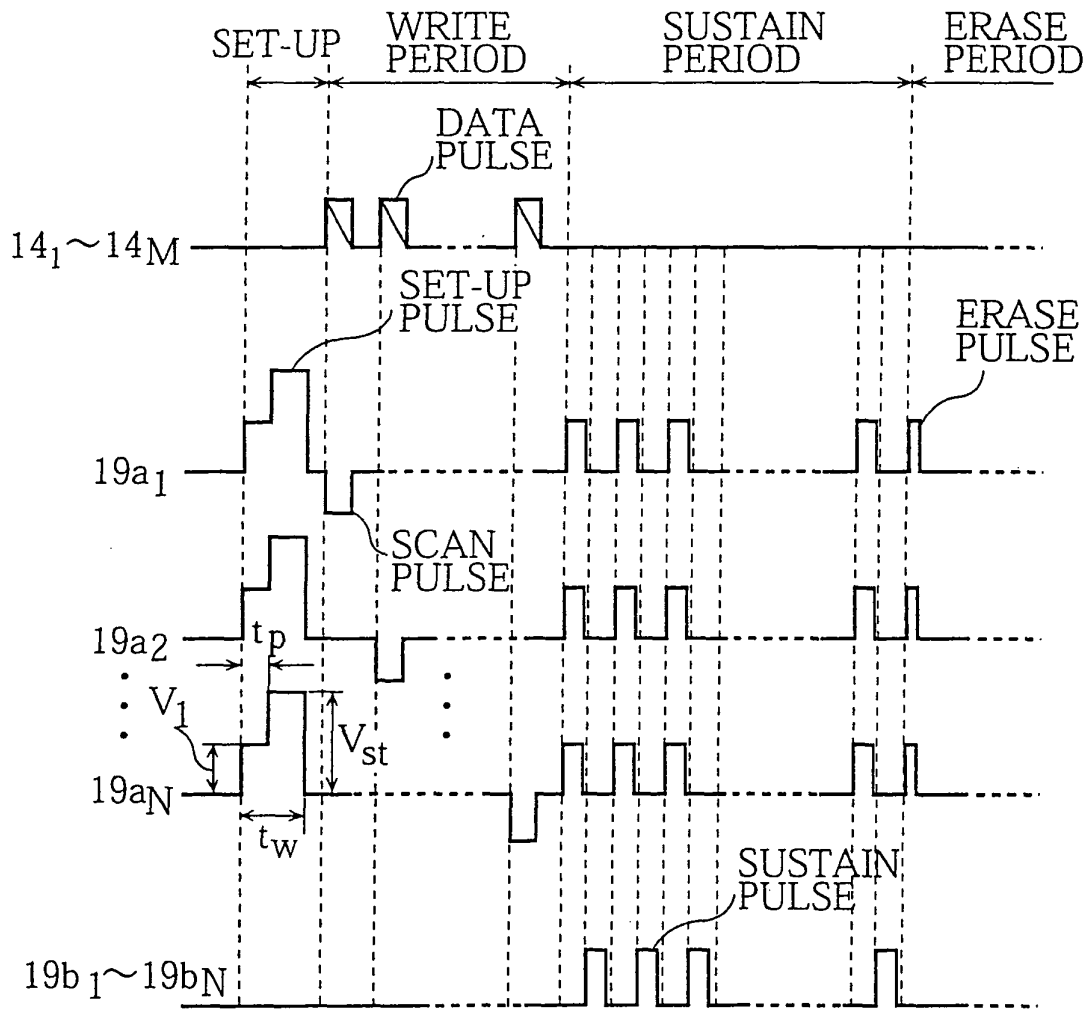 SET-UP
WRITE
PERIOD
SUSTAIN
PERIOD
ERASE
PERIOD
DATA
PULSE
14₁~14M
SET-UP
PULSE
ERASE
PULSE
19a₁
SCAN
PULSE
19a₂
tp
V₁
Vst
19aN
tw
SUSTAIN
PULSE
19b₁~19bN